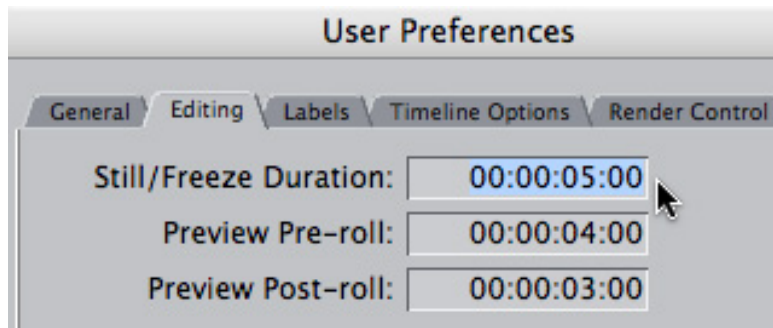 User Preferences
General Editing Labels Timeline Options Render Control
Still/Freeze Duration: 00:00:05:00
Preview Pre-roll: 00:00:04:00
Preview Post-roll: 00:00:03:00